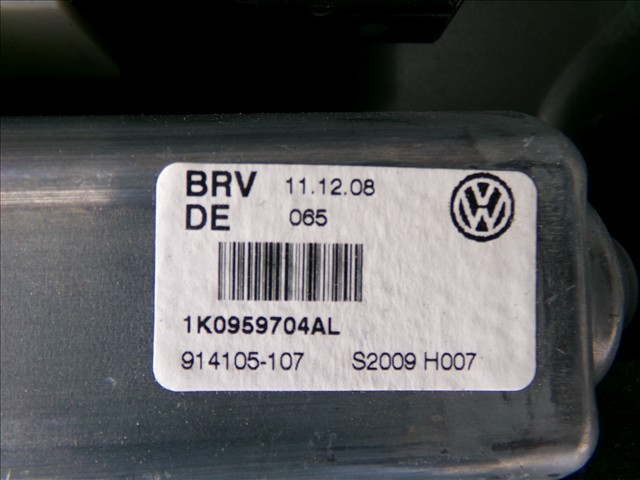 BRV 11.12.08
DE 065
1K0959704AL
914105-107 S2009 H007